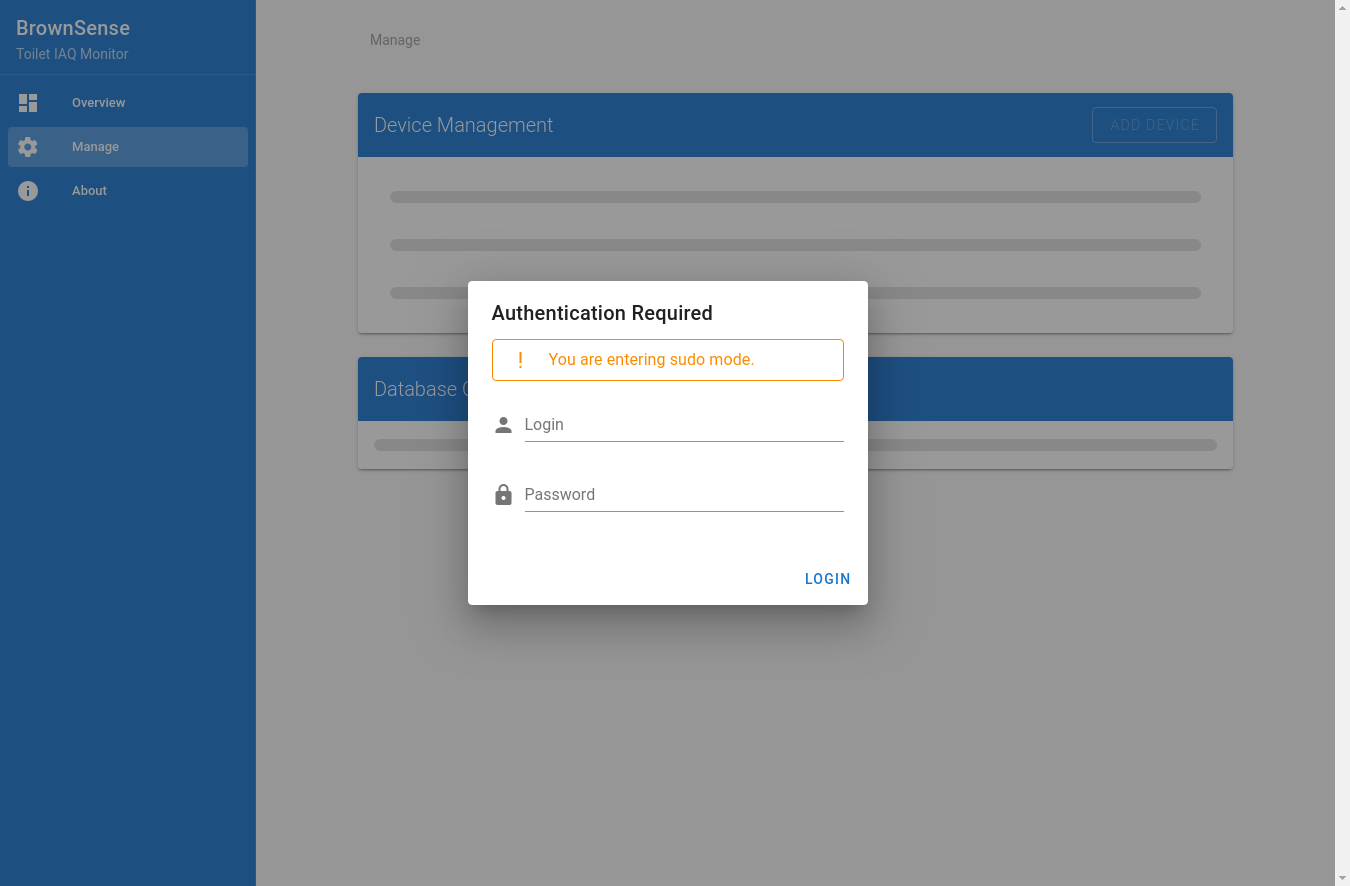 BrownSense
Toilet IAQ Monitor
Overview
Manage
About
Manage
Device Management
ADD DEVICE
Database
Authentication Required
! You are entering sudo mode.
Login
Password
LOGIN